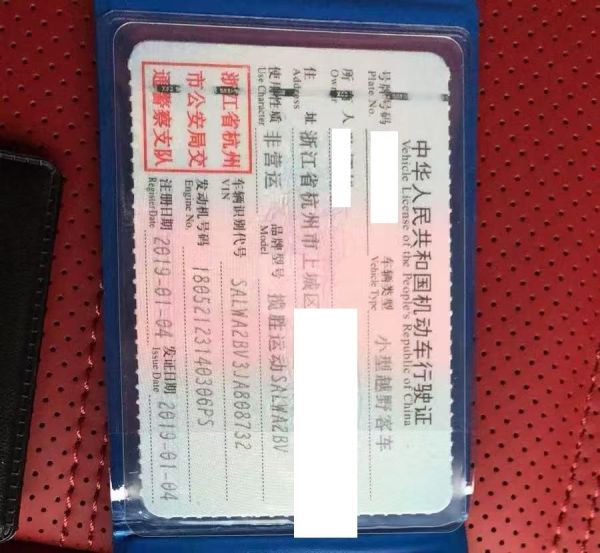 中华人民共和国机动车行驶证
Vehicle License of the People's Republic of China
号牌号码
Plate No.
车辆类型 小型越野客车
Vehicle Type
所 人
Owner
住 址 浙江省杭州市上城区
Address
使用性质 非营运
Use Character
品牌型号 揽胜运动SALWA2BV
Model
浙江省杭州
市公安局交
通警察支队
车辆识别代号 SALWA2BV3JA808732
VIN
发动机号码 18052123140306PS
Engine No.
注册日期 2019-01-04
Register Date
发证日期 2019-01-04
Issue Date